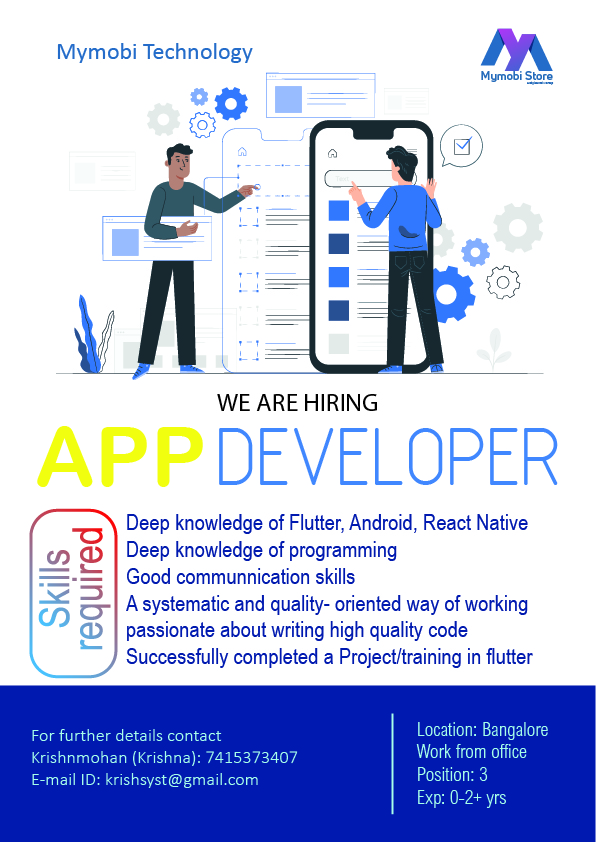 Mymobi Technology
Mymobi Store
WE ARE HIRING
APP DEVELOPER
Skills
required
Deep knowledge of Flutter, Android, React Native
Deep knowledge of programming
Good communnication skills
A systematic and quality- oriented way of working
passionate about writing high quality code
Successfully completed a Project/training in flutter
For further details contact
Krishnmohan (Krishna): 7415373407
E-mail ID: krishsyst@gmail.com
Location: Bangalore
Work from office
Position: 3
Exp: 0-2+ yrs